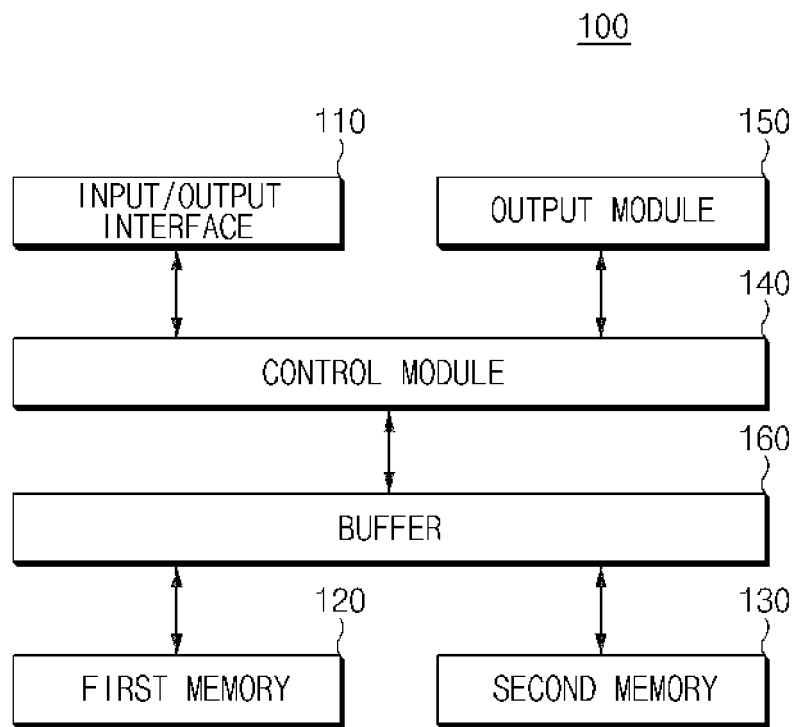 100
110
150
INPUT/OUTPUT
INTERFACE
OUTPUT MODULE
140
CONTROL MODULE
160
BUFFER
120
130
FIRST MEMORY
SECOND MEMORY